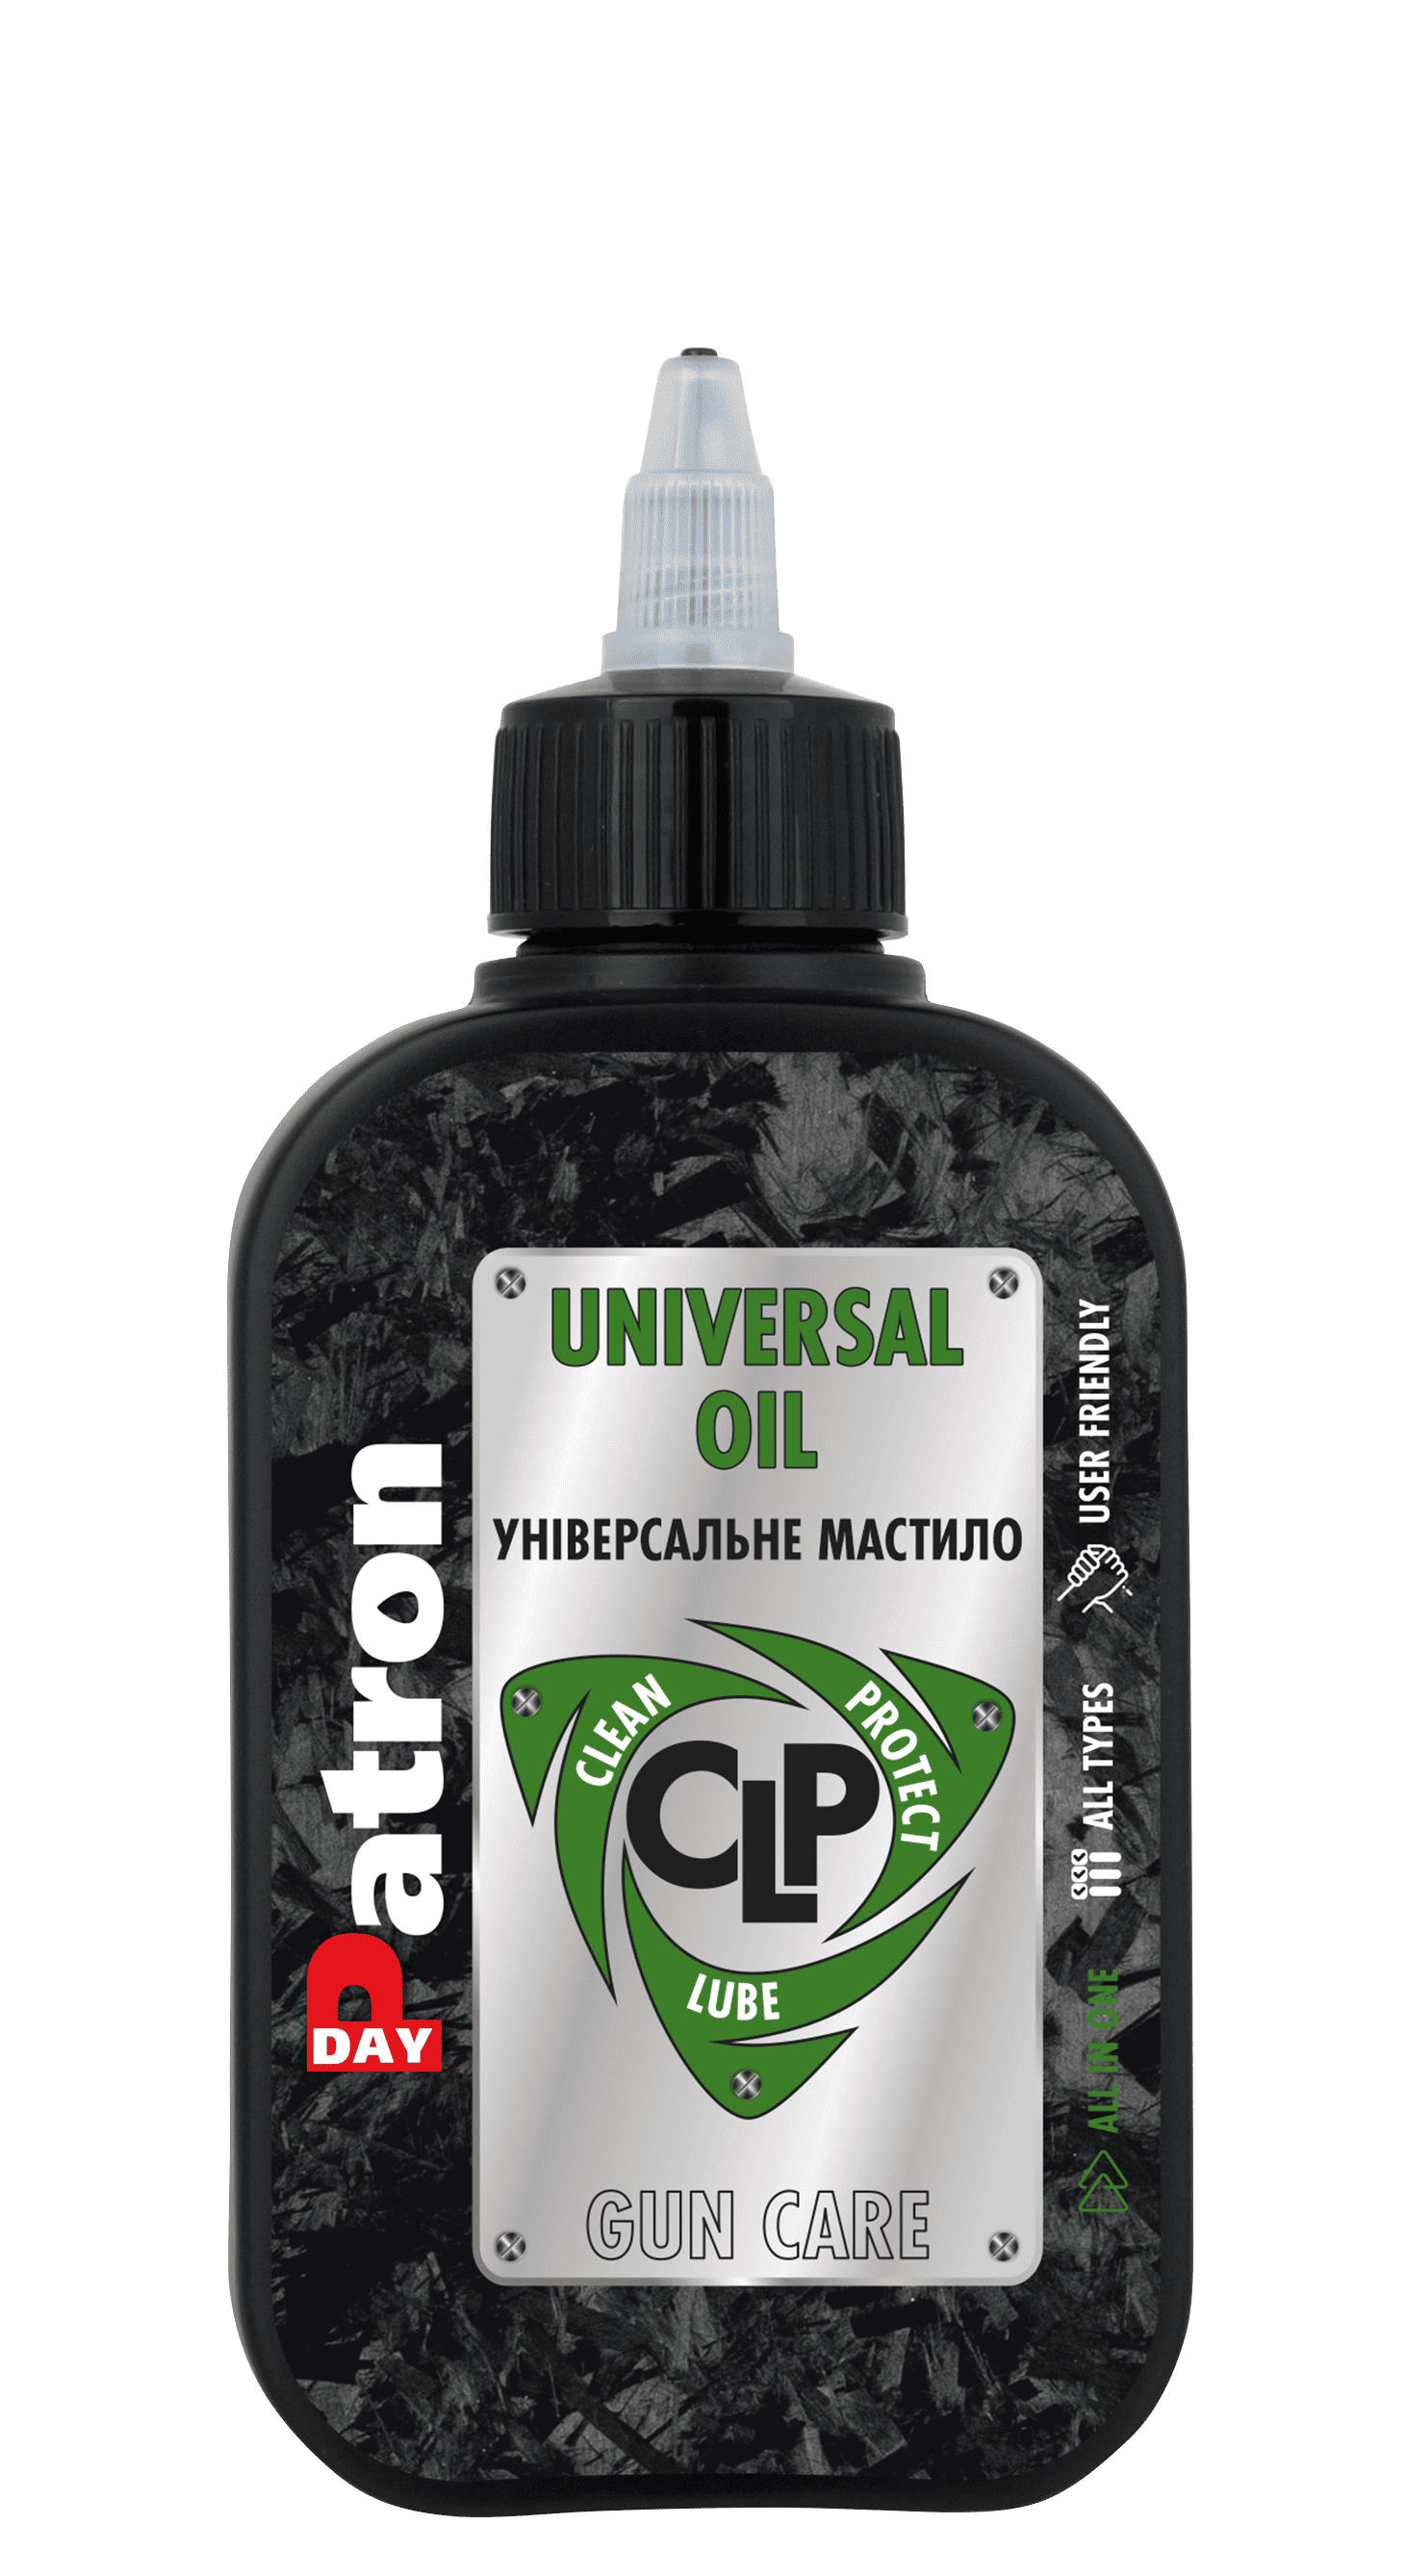 UNIVERSAL
OIL
УНІВЕРСАЛЬНЕ МАСТИЛО
CLEAN
PROTECT
CLP
LUBE
GUN CARE
Patron
DAY
USER FRIENDLY
ALL TYPES
ALL IN ONE